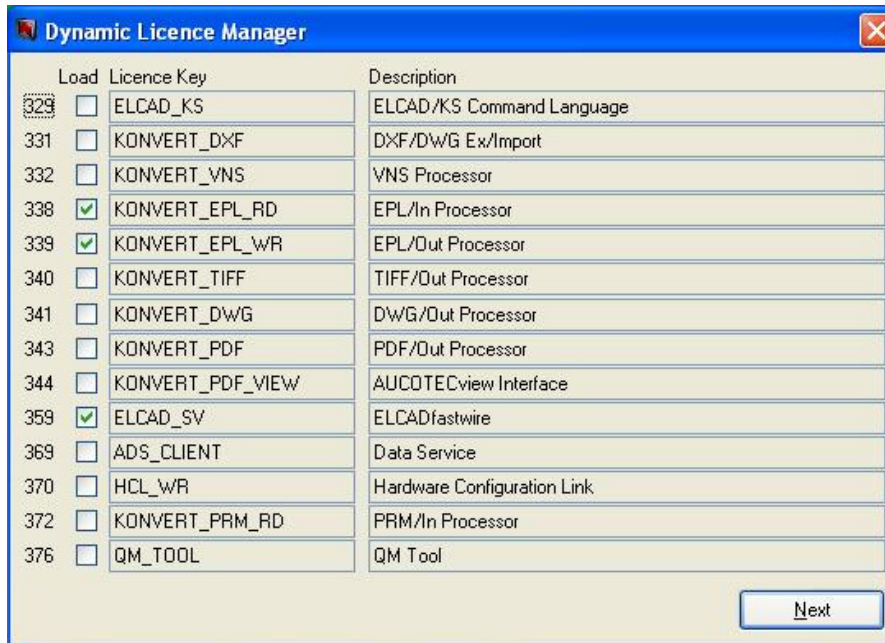 Dynamic Licence Manager
Load Licence Key Description
329 ELCAD_KS ELCAD/KS Command Language
331 KONVERT_DXF DXF/DWG Ex/Import
332 KONVERT_VNS VNS Processor
338 KONVERT_EPL_RD EPL/In Processor
339 KONVERT_EPL_WR EPL/Out Processor
340 KONVERT_TIFF TIFF/Out Processor
341 KONVERT_DWG DWG/Out Processor
343 KONVERT_PDF PDF/Out Processor
344 KONVERT_PDF_VIEW AUCOTECview Interface
359 ELCAD_SV ELCADfastwire
369 ADS_CLIENT Data Service
370 HCL_WR Hardware Configuration Link
372 KONVERT_PRM_RD PRM/In Processor
376 QM_TOOL QM Tool
Next